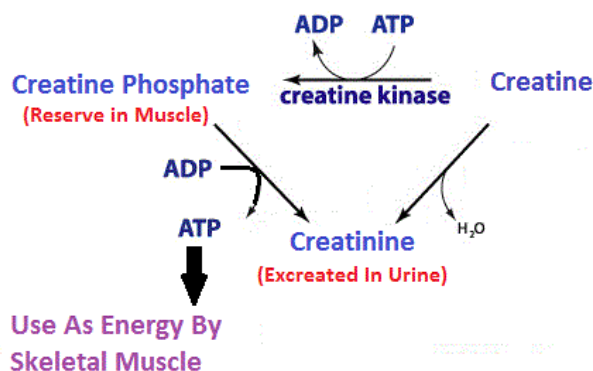 ADP ATP
Creatine Phosphate
(Reserve in Muscle)
creatine kinase
Creatine
ADP
ATP
Creatinine
(Excreated In Urine)
H₂O
Use As Energy By
Skeletal Muscle